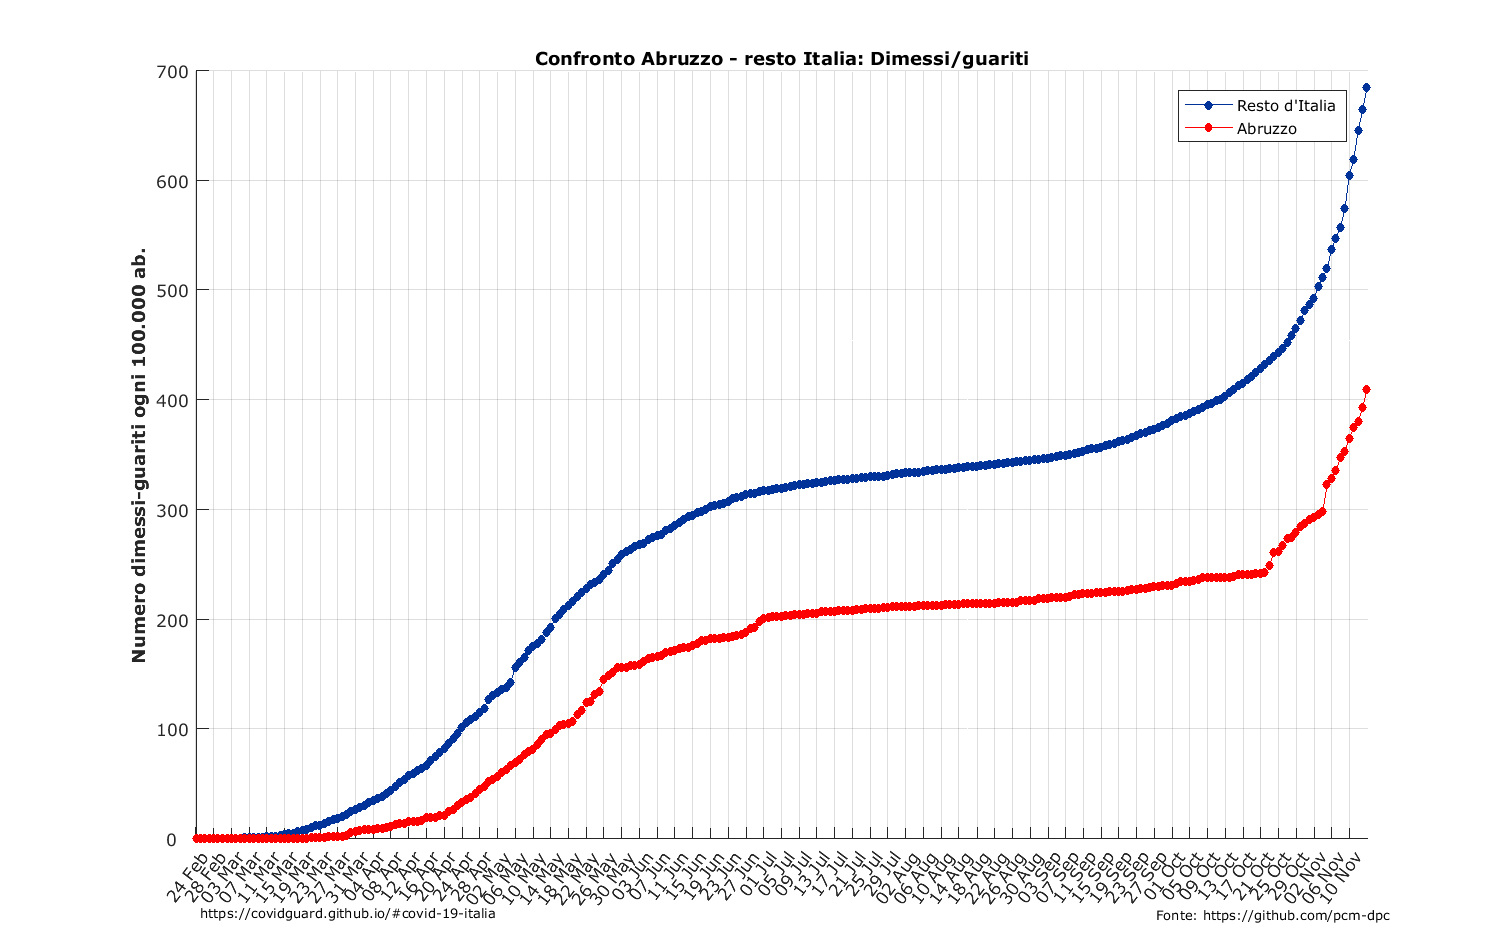 Confronto Abruzzo - resto Italia: Dimessi/guariti
Numero dimessi-guariti ogni 100.000 ab.
700
600
500
400
300
200
100
0
Resto d'Italia
Abruzzo
24 Feb
28 Feb
03 Mar
07 Mar
11 Mar
15 Mar
19 Mar
23 Mar
27 Mar
31 Mar
04 Apr
08 Apr
12 Apr
16 Apr
20 Apr
24 Apr
28 Apr
02 May
06 May
10 May
14 May
18 May
22 May
26 May
30 May
03 Jun
07 Jun
11 Jun
15 Jun
19 Jun
23 Jun
27 Jun
01 Jul
05 Jul
09 Jul
13 Jul
17 Jul
21 Jul
25 Jul
29 Jul
02 Aug
06 Aug
10 Aug
14 Aug
18 Aug
22 Aug
26 Aug
30 Aug
03 Sep
07 Sep
11 Sep
15 Sep
19 Sep
23 Sep
27 Sep
01 Oct
05 Oct
09 Oct
13 Oct
17 Oct
21 Oct
25 Oct
29 Oct
02 Nov
06 Nov
10 Nov
https://covidguard.github.io/#covid-19-italia
Fonte: https://github.com/pcm-dpc